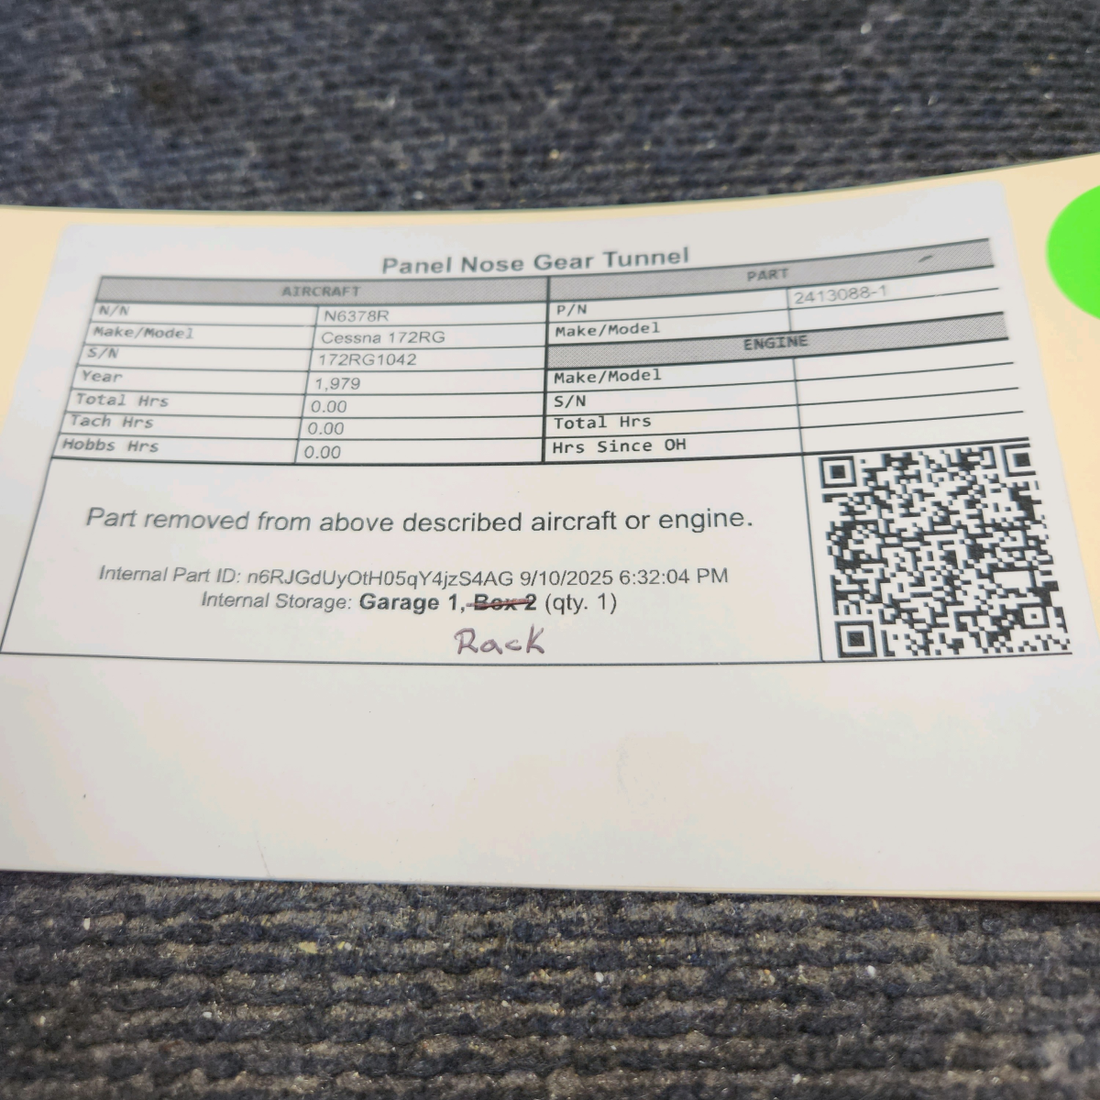 Panel Nose Gear Tunnel
AIRCRAFT PART
N/N N6378R P/N 2413088-1
Make/Model Cessna 172RG Make/Model
S/N 172RG1042 ENGINE
Year 1,979 Make/Model
Total Hrs 0.00 S/N
Tach Hrs 0.00 Total Hrs
Hobbs Hrs 0.00 Hrs Since OH
Part removed from above described aircraft or engine.
Internal Part ID: n6RJGdUyOtH05qY4jzS4AG 9/10/2025 6:32:04 PM
Internal Storage: Garage 1, Box 2 (qty. 1)
Rack